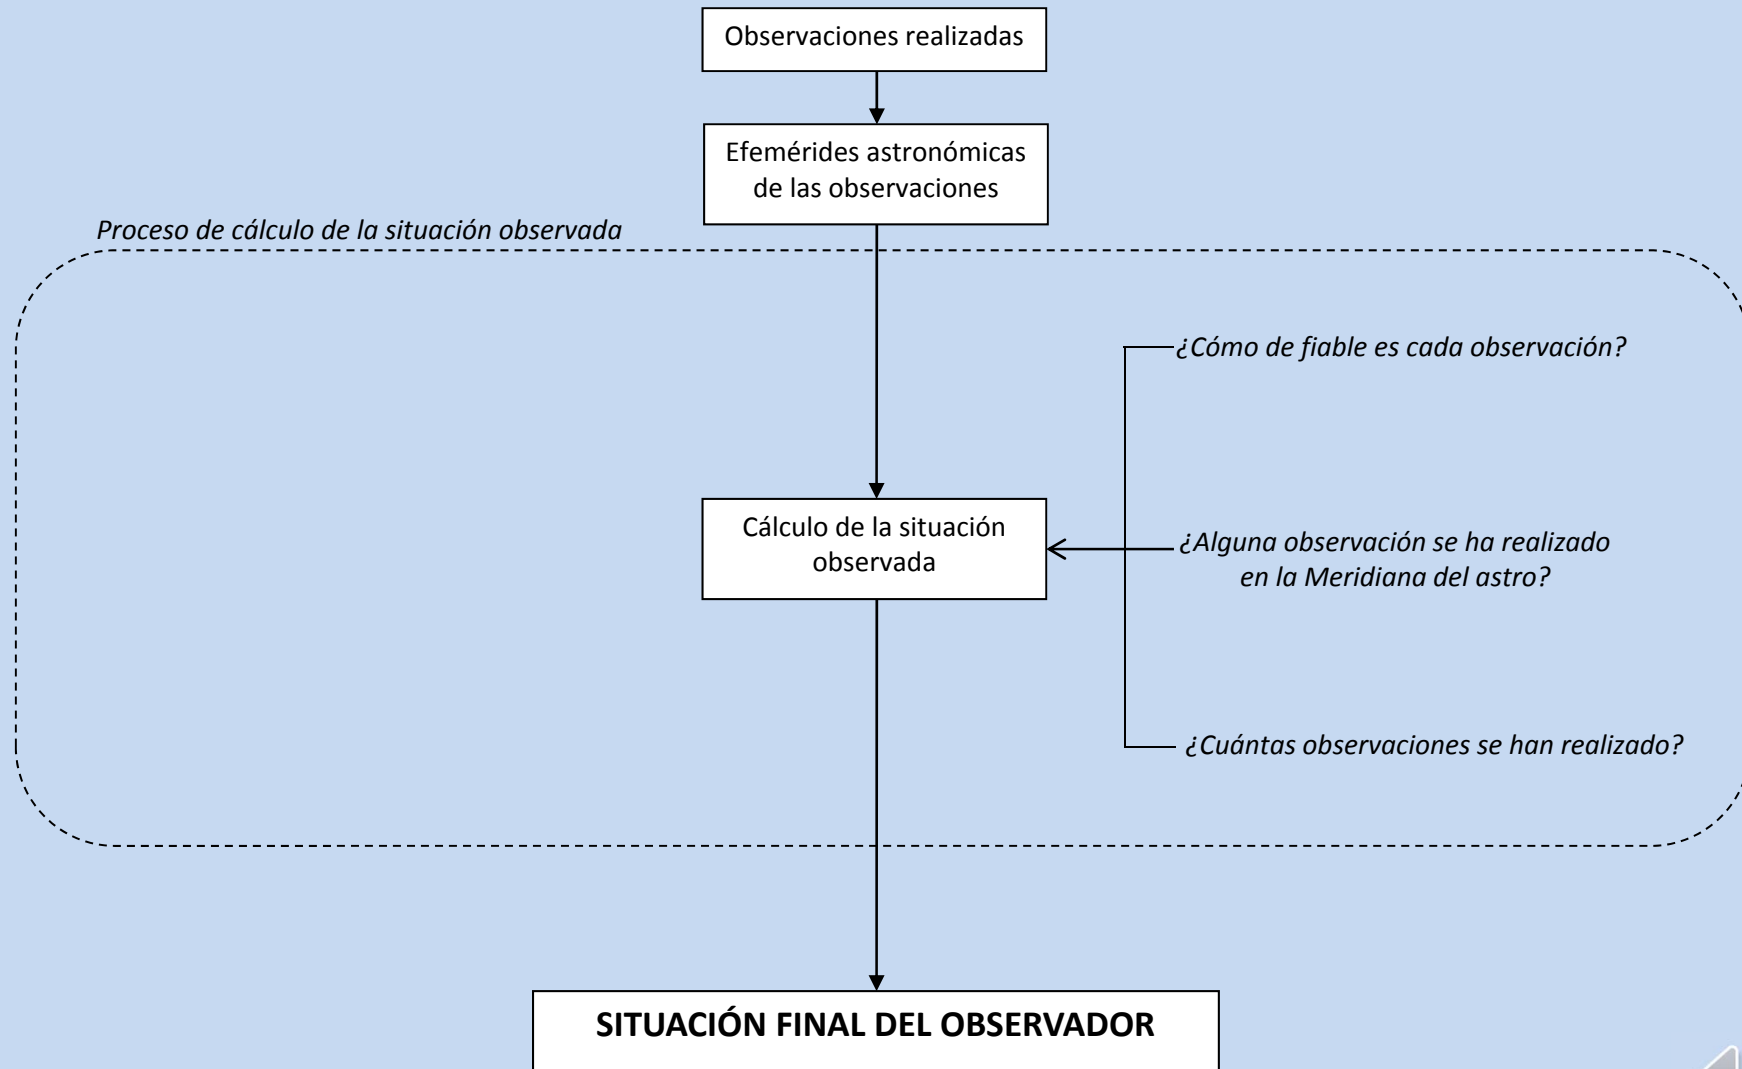 Observaciones realizadas
Efemérides astronómicas
de las observaciones
Proceso de cálculo de la situación observada
¿Cómo de fiable es cada observación?
Cálculo de la situación
observada
¿Alguna observación se ha realizado
en la Meridiana del astro?
¿Cuántas observaciones se han realizado?
SITUACIÓN FINAL DEL OBSERVADOR